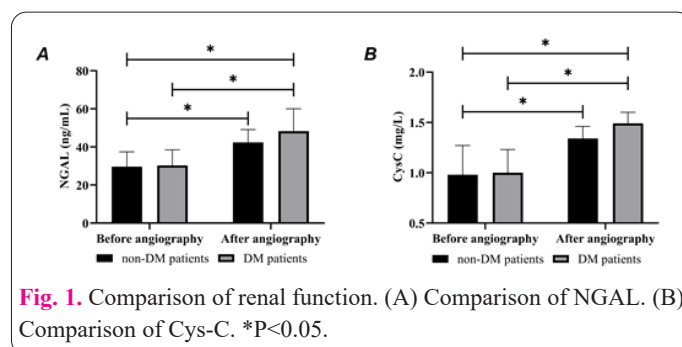 A
B
* * *
* * *
NGAL (ng/mL)
80
60
40
20
0
Before angiography After angiography
non-DM patients DM patients
CysC (mg/L)
2.0
1.5
1.0
0.5
Before angiography After angiography
non-DM patients DM patients
Fig. 1. Comparison of renal function. (A) Comparison of NGAL. (B)
Comparison of Cys-C. *P<0.05.